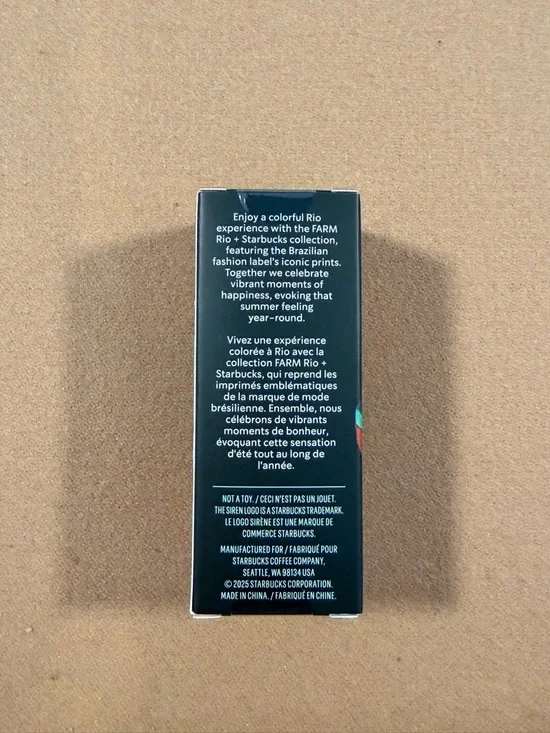 Enjoy a colorful Rio
experience with the FARM
Rio + Starbucks collection,
featuring the Brazilian
fashion label's iconic prints.
Together we celebrate
vibrant moments of
happiness, evoking that
summer feeling
year-round.
Vivez une expérience
colorée à Rio avec la
collection FARM Rio +
Starbucks, qui reprend les
imprimés emblématiques
de la marque de mode
brésilienne. Ensemble, nous
célébrons de vibrants
moments de bonheur,
évoquant cette sensation
d'été tout au long de
l'année.
NOT A TOY. / CECI N'EST PAS UN JOUET.
THE SIREN LOGO IS A STARBUCKS TRADEMARK.
LE LOGO SIRÈNE EST UNE MARQUE DE
COMMERCE STARBUCKS.
MANUFACTURED FOR / FABRIQUÉ POUR
STARBUCKS COFFEE COMPANY,
SEATTLE, WA 98134 USA
© 2025 STARBUCKS CORPORATION.
MADE IN CHINA. / FABRIQUÉ EN CHINE.